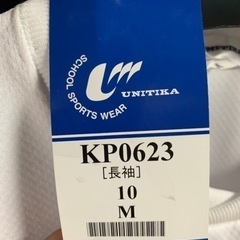 SCHOOL SPORTS WEAR
UNITIKA
KP0623
[長袖]
10
M